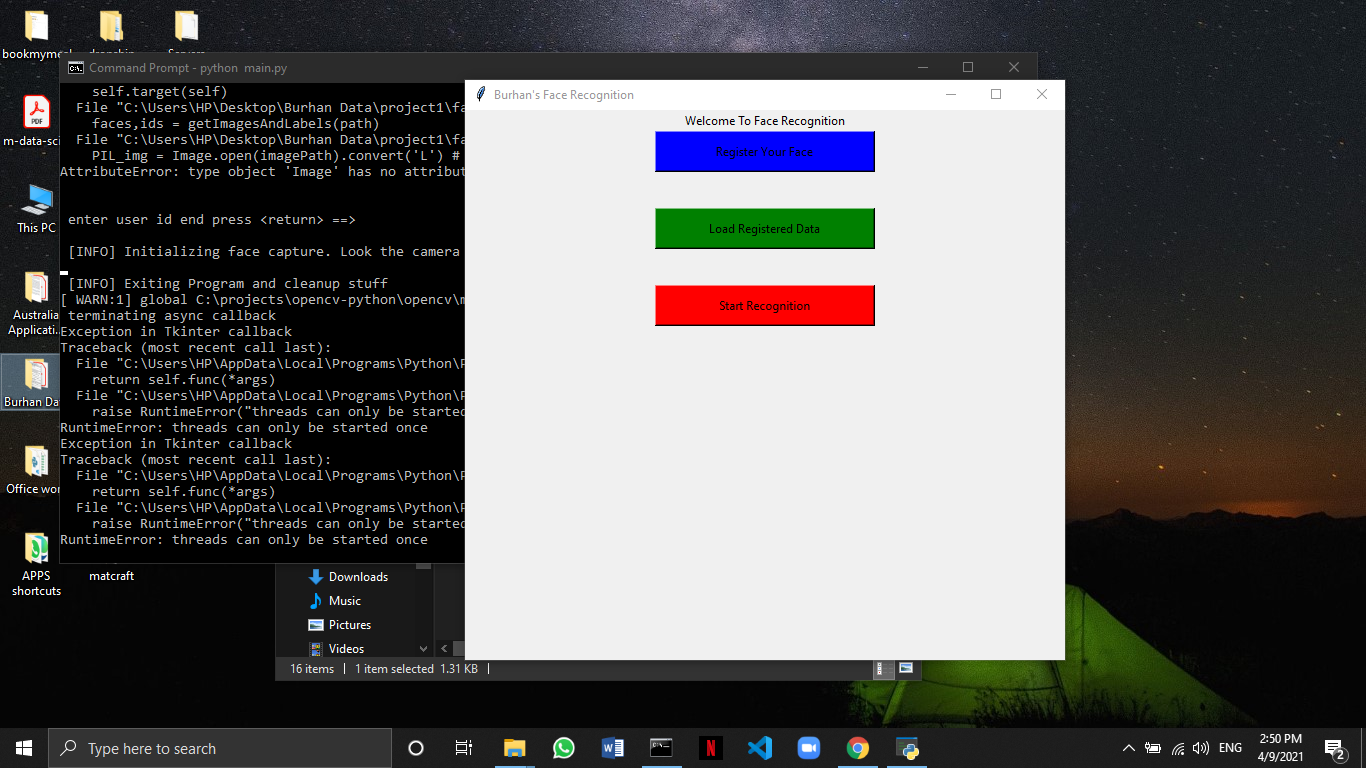 bookmymeal
dropship
Servers
m-data-sci
This PC
Australia
Applicati...
Burhan Da
Office wor
APPS
shortcuts
matcraft
Command Prompt - python  main.py
self.target(self)
File "C:\Users\HP\Desktop\Burhan Data\project1\fa
faces,ids = getImagesAndLabels(path)
File "C:\Users\HP\Desktop\Burhan Data\project1\fa
PIL_img = Image.open(imagePath).convert('L') #
AttributeError: type object 'Image' has no attribut
enter user id end press <return> ==>
[INFO] Initializing face capture. Look the camera
[INFO] Exiting Program and cleanup stuff
[ WARN:1] global C:\projects\opencv-python\opencv\m
terminating async callback
Exception in Tkinter callback
Traceback (most recent call last):
File "C:\Users\HP\AppData\Local\Programs\Python\P
return self.func(*args)
File "C:\Users\HP\AppData\Local\Programs\Python\P
raise RuntimeError("threads can only be started
RuntimeError: threads can only be started once
Exception in Tkinter callback
Traceback (most recent call last):
File "C:\Users\HP\AppData\Local\Programs\Python\P
return self.func(*args)
File "C:\Users\HP\AppData\Local\Programs\Python\P
raise RuntimeError("threads can only be started
RuntimeError: threads can only be started once
Burhan's Face Recognition
Welcome To Face Recognition
Register Your Face
Load Registered Data
Start Recognition
Downloads
Music
Pictures
Videos
16 items
1 item selected 1.31 KB
Type here to search
ENG
2:50 PM
4/9/2021
2